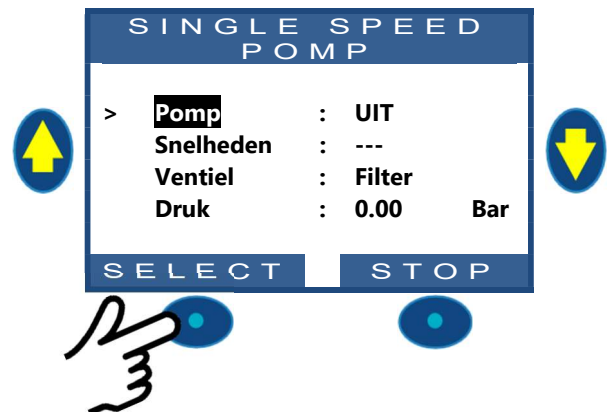 SINGLE SPEED
POMP
> Pomp : UIT
Snelheden : ---
Ventiel : Filter
Druk : 0.00 Bar
SELECT STOP